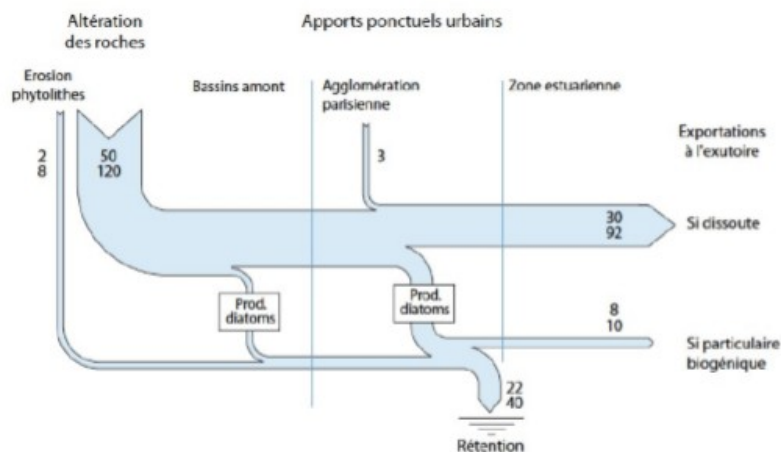 Altération
des roches
Apports ponctuels urbains
Erosion
phytolithes
Bassins amont
Agglomération
parisienne
Zone estuarienne
Exportations
à l'exutoire
2
8
50
120
3
30
92
Si dissoute
Prod.
diatoms
Prod.
diatoms
8
10
Si particulaire
biogénique
22
40
Rétention